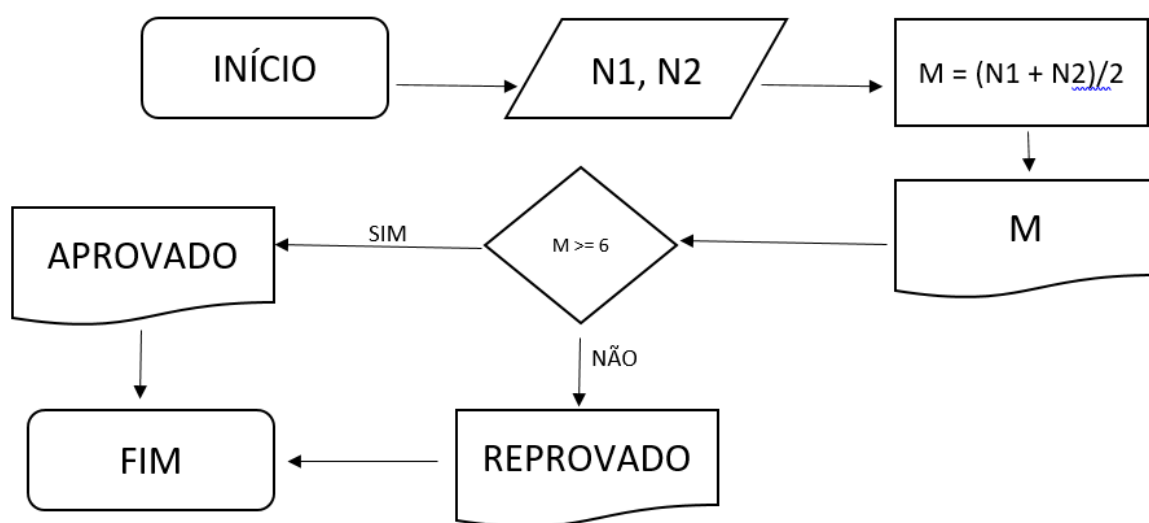 INÍCIO
N1, N2
M = (N1 + N2)/2
M
M >= 6
SIM
APROVADO
NÃO
REPROVADO
FIM